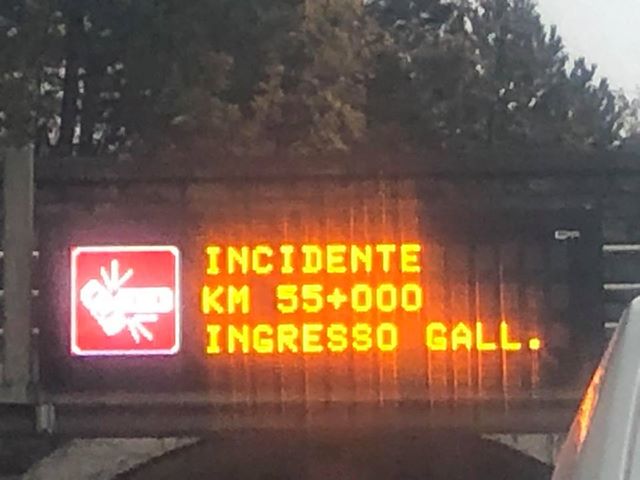 INCIDENTE
KM 55+000
INGRESSO GALL.